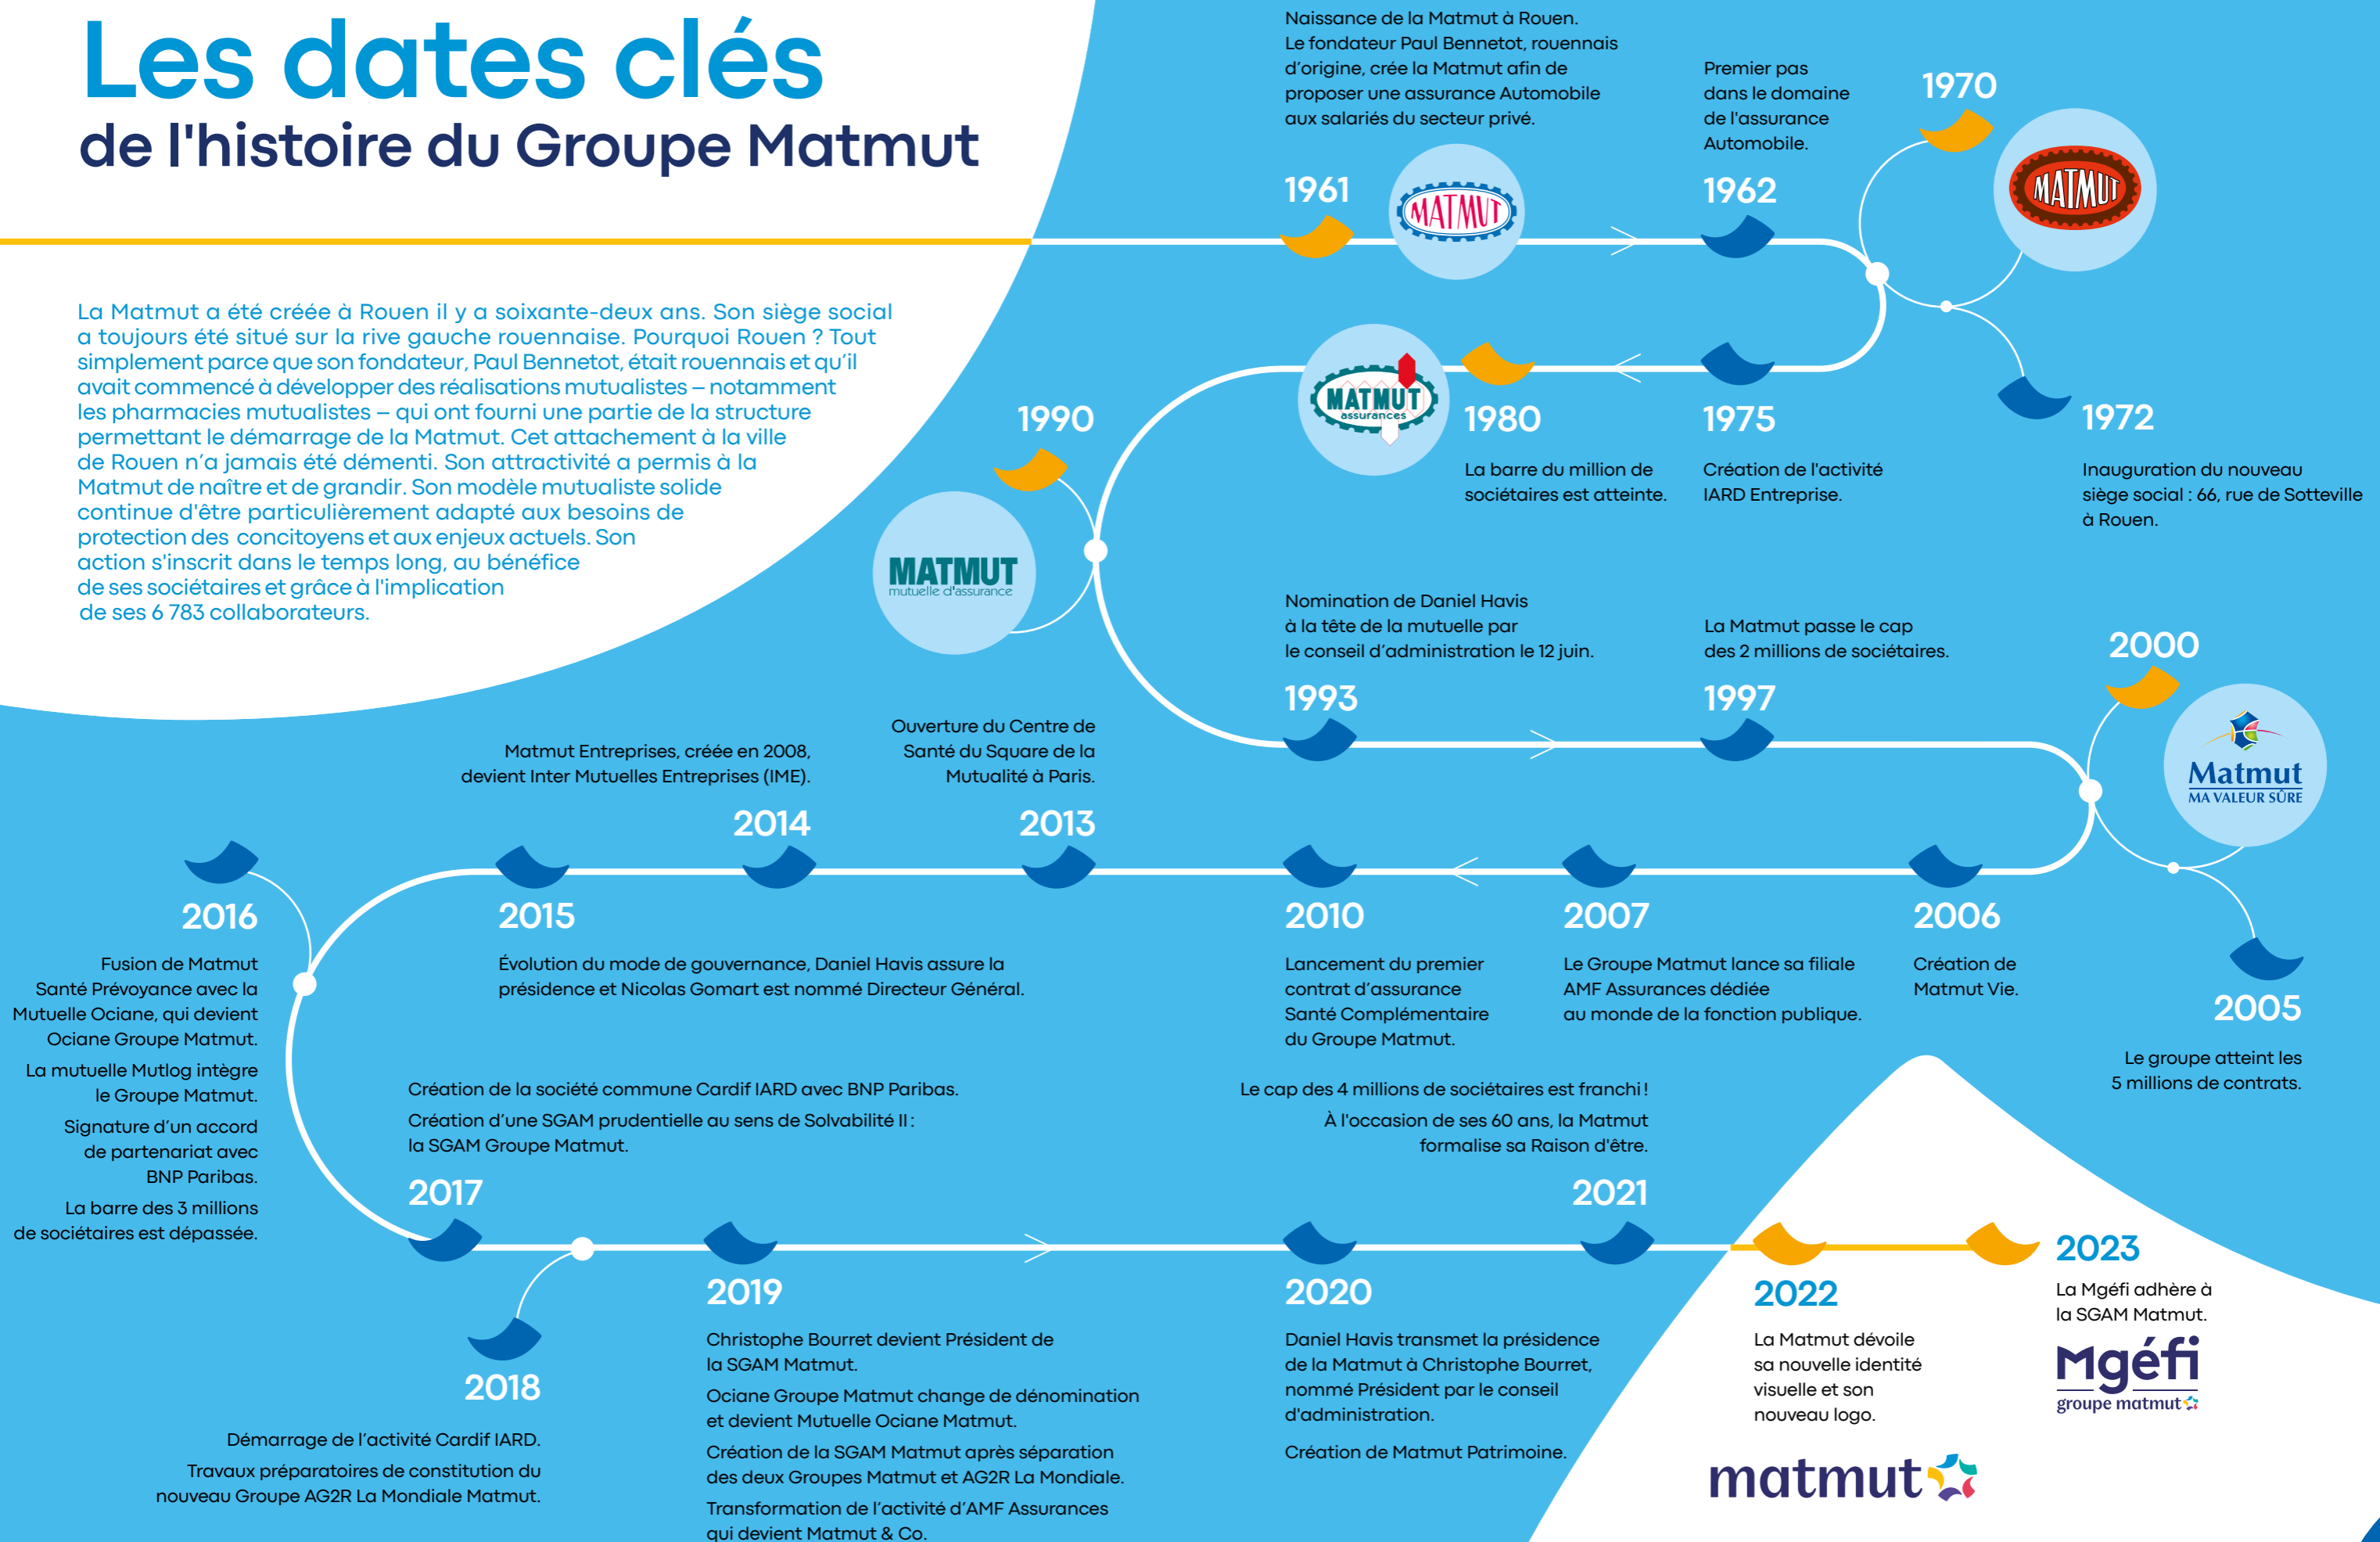 Les dates clés
de l'histoire du Groupe Matmut
La Matmut a été créée à Rouen il y a soixante-deux ans. Son siège social
a toujours été situé sur la rive gauche rouennaise. Pourquoi Rouen ? Tout
simplement parce que son fondateur, Paul Bennetot, était rouennais et qu'il
avait commencé à développer des réalisations mutualistes – notamment
les pharmacies mutualistes – qui ont fourni une partie de la structure
permettant le démarrage de la Matmut. Cet attachement à la ville
de Rouen n'a jamais été démenti. Son attractivité a permis à la
Matmut de naître et de grandir. Son modèle mutualiste solide
continue d'être particulièrement adapté aux besoins de
protection des concitoyens et aux enjeux actuels. Son
action s'inscrit dans le temps long, au bénéfice
de ses sociétaires et grâce à l'implication
de ses 6 783 collaborateurs.
Naissance de la Matmut à Rouen.
Le fondateur Paul Bennetot, rouennais
d'origine, crée la Matmut afin de
proposer une assurance Automobile
aux salariés du secteur privé.
1961
MATMUT
Premier pas
dans le domaine
de l'assurance
Automobile.
1962
1970
MATMUT
1972
Inauguration du nouveau
siège social : 66, rue de Sotteville
à Rouen.
1975
Création de l'activité
IARD Entreprise.
1980
La barre du million de
sociétaires est atteinte.
MATMUT
assurances
1990
MATMUT
mutuelle d'assurance
Nomination de Daniel Havis
à la tête de la mutuelle par
le conseil d'administration le 12 juin.
1993
La Matmut passe le cap
des 2 millions de sociétaires.
1997
2000
Matmut
MA VALEUR SÛRE
2005
Le groupe atteint les
5 millions de contrats.
2006
Création de
Matmut Vie.
2007
Le Groupe Matmut lance sa filiale
AMF Assurances dédiée
au monde de la fonction publique.
2010
Lancement du premier
contrat d'assurance
Santé Complémentaire
du Groupe Matmut.
Ouverture du Centre de
Santé du Square de la
Mutualité à Paris.
2013
Matmut Entreprises, créée en 2008,
devient Inter Mutuelles Entreprises (IME).
2014
2015
Évolution du mode de gouvernance, Daniel Havis assure la
présidence et Nicolas Gomart est nommé Directeur Général.
2016
Fusion de Matmut
Santé Prévoyance avec la
Mutuelle Ociane, qui devient
Ociane Groupe Matmut.
La mutuelle Mutlog intègre
le Groupe Matmut.
Signature d'un accord
de partenariat avec
BNP Paribas.
La barre des 3 millions
de sociétaires est dépassée.
Création de la société commune Cardif IARD avec BNP Paribas.
Création d'une SGAM prudentielle au sens de Solvabilité II :
la SGAM Groupe Matmut.
2017
2018
Démarrage de l'activité Cardif IARD.
Travaux préparatoires de constitution du
nouveau Groupe AG2R La Mondiale Matmut.
2019
Christophe Bourret devient Président de
la SGAM Matmut.
Ociane Groupe Matmut change de dénomination
et devient Mutuelle Ociane Matmut.
Création de la SGAM Matmut après séparation
des deux Groupes Matmut et AG2R La Mondiale.
Transformation de l'activité d'AMF Assurances
qui devient Matmut & Co.
2020
Daniel Havis transmet la présidence
de la Matmut à Christophe Bourret,
nommé Président par le conseil
d'administration.
Création de Matmut Patrimoine.
Le cap des 4 millions de sociétaires est franchi !
À l'occasion de ses 60 ans, la Matmut
formalise sa Raison d'être.
2021
2022
La Matmut dévoile
sa nouvelle identité
visuelle et son
nouveau logo.
matmut
2023
La Mgéfi adhère à
la SGAM Matmut.
Mgéfi
groupe matmut